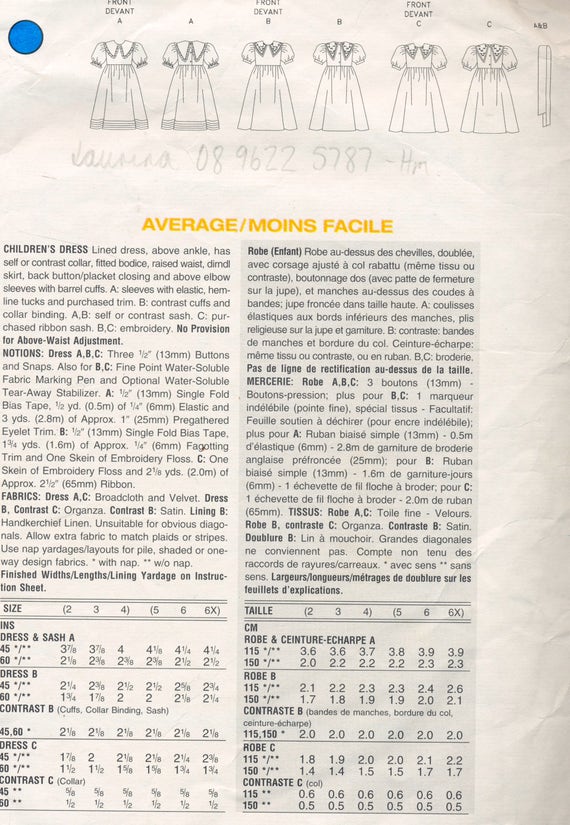 FRONT
DEVANT
A
A
FRONT
DEVANT
B
B
FRONT
DEVANT
C
C
A&B
08 9622 5787 - Hm
AVERAGE/MOINS FACILE
CHILDREN'S DRESS Lined dress, above ankle, has
self or contrast collar, fitted bodice, raised waist, dirndl
skirt, back button/placket closing and above elbow
sleeves with barrel cuffs. A: sleeves with elastic, hem-
line tucks and purchased trim. B: contrast cuffs and
collar binding. A,B: self or contrast sash. C: pur-
chased ribbon sash. B,C: embroidery. No Provision
for Above-Waist Adjustment.
NOTIONS: Dress A,B,C: Three 1/2" (13mm) Buttons
and Snaps. Also for B,C: Fine Point Water-Soluble
Fabric Marking Pen and Optional Water-Soluble
Tear-Away Stabilizer. A: 1/2" (13mm) Single Fold
Bias Tape, 1/2 yd. (0.5m) of 1/4" (6mm) Elastic and
3 yds. (2.8m) of Approx. 1" (25mm) Pregathered
Eyelet Trim. B: 1/2" (13mm) Single Fold Bias Tape,
1 3/4 yds. (1.6m) of Approx. 1/4" (6mm) Fagotting
Trim and One Skein of Embroidery Floss. C: One
Skein of Embroidery Floss and 2 1/8 yds. (2.0m) of
Approx. 2 1/2" (65mm) Ribbon.
FABRICS: Dress A,C: Broadcloth and Velvet. Dress
B, Contrast C: Organza. Contrast B: Satin. Lining B:
Handkerchief Linen. Unsuitable for obvious diago-
nals. Allow extra fabric to match plaids or stripes.
Use nap yardages/layouts for pile, shaded or one-
way design fabrics. * with nap. ** w/o nap.
Finished Widths/Lengths/Lining Yardage on Instruc-
tion Sheet.
SIZE (2 3 4) (5 6 6X)
INS
DRESS & SASH A
45 */** 3 7/8 3 7/8 4 4 1/8 4 1/4 4 1/4
60 */** 2 1/8 2 3/8 2 3/8 2 3/8 2 1/2 2 1/2
DRESS B
45 */** 2 1/4 2 3/8 2 1/2 2 1/2 2 5/8 2 3/4
60 */** 1 3/4 1 7/8 2 2 2 1/8 2 1/4
CONTRAST B (Cuffs, Collar Binding, Sash)
45,60 * 2 1/8 2 1/8 2 1/8 2 1/8 2 1/8 2 1/8
DRESS C
45 */** 1 7/8 2 2 1/8 2 1/8 2 1/4 2 3/8
60 */** 1 1/2 1 1/2 1 5/8 1 5/8 1 3/4 1 3/4
CONTRAST C (Collar)
45 ** 5/8 5/8 5/8 5/8 5/8 5/8
60 ** 1/2 1/2 1/2 1/2 1/2 1/2
Robe (Enfant) Robe au-dessus des chevilles, doublée,
avec corsage ajusté à col rabattu (même tissu ou
contraste), boutonnage dos (avec patte de fermeture
sur la jupe), et manches au-dessus des coudes à
bandes; jupe froncée dans taille haute. A: coulisses
élastiques aux bords inférieurs des manches, plis
religieuse sur la jupe et garniture. B: contraste: bandes
de manches et bordure du col. Ceinture-écharpe:
même tissu ou contraste, ou en ruban. B,C: broderie.
Pas de ligne de rectification au-dessus de la taille.
MERCERIE: Robe A,B,C: 3 boutons (13mm) -
Boutons-pression; plus pour B,C: 1 marqueur
indélébile (pointe fine), spécial tissus - Facultatif:
Feuille soutien à déchirer (pour encre indélébile);
plus pour A: Ruban biaisé simple (13mm) - 0.5m
d'élastique (6mm) - 2.8m de garniture de broderie
anglaise préfroncée (25mm); pour B: Ruban
biaisé simple (13mm) - 1.6m de garniture-jours
(6mm) - 1 échevette de fil floche à broder; pour C:
1 échevette de fil floche à broder - 2.0m de ruban
(65mm). TISSUS: Robe A,C: Toile fine - Velours.
Robe B, contraste C: Organza. Contraste B: Satin.
Doublure B: Lin à mouchoir. Grandes diagonales
ne conviennent pas. Compte non tenu des
raccords de rayures/carreaux. * avec sens ** sans
sens. Largeurs/longueurs/métrages de doublure sur les
feuillets d'explications.
TAILLE (2 3 4) (5 6 6X)
CM
ROBE & CEINTURE-ECHARPE A
115 */** 3.6 3.6 3.7 3.8 3.9 3.9
150 */** 2.0 2.2 2.2 2.2 2.3 2.3
ROBE B
115 */** 2.1 2.2 2.3 2.3 2.4 2.6
150 */** 1.7 1.8 1.9 1.9 2.0 2.1
CONTRASTE B (bandes de manches, bordure du col,
ceinture-écharpe)
115,150 * 2.0 2.0 2.0 2.0 2.0 2.0
ROBE C
115 */** 1.8 1.9 2.0 2.0 2.1 2.2
150 */** 1.4 1.4 1.5 1.5 1.7 1.7
CONTRASTE C (col)
115 ** 0.6 0.6 0.6 0.6 0.6 0.6
150 ** 0.5 0.5 0.5 0.5 0.5 0.5